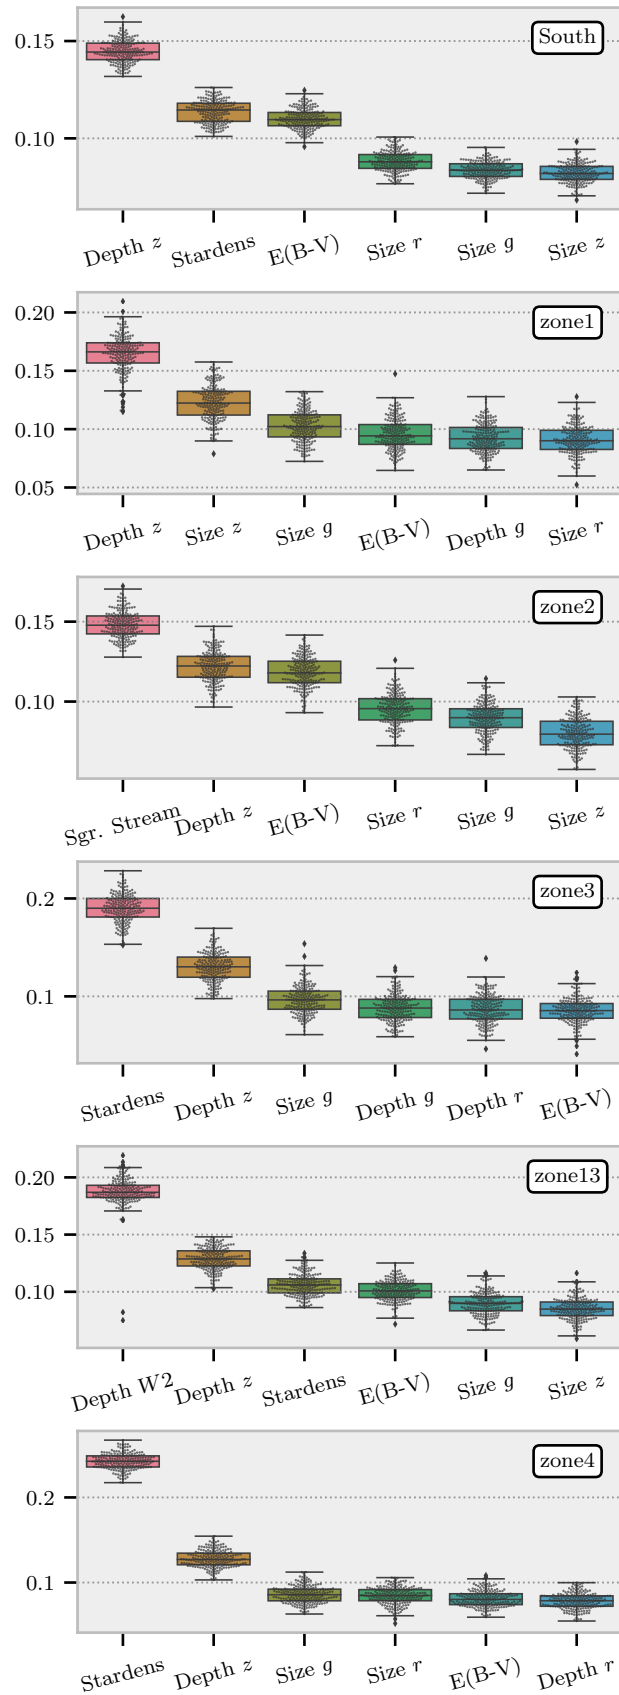 South
0.15
0.10
Depth z Stardens E(B-V) Size r Size g Size z
zone1
0.20
0.15
0.10
0.05
Depth z Size z Size g E(B-V) Depth g Size r
zone2
0.15
0.10
Sgr. Stream Depth z E(B-V) Size r Size g Size z
zone3
0.2
0.1
Stardens Depth z Size g Depth g Depth r E(B-V)
zone13
0.20
0.15
0.10
Depth W2 Depth z Stardens E(B-V) Size g Size z
zone4
0.2
0.1
Stardens Depth z Size g Size r E(B-V) Depth r